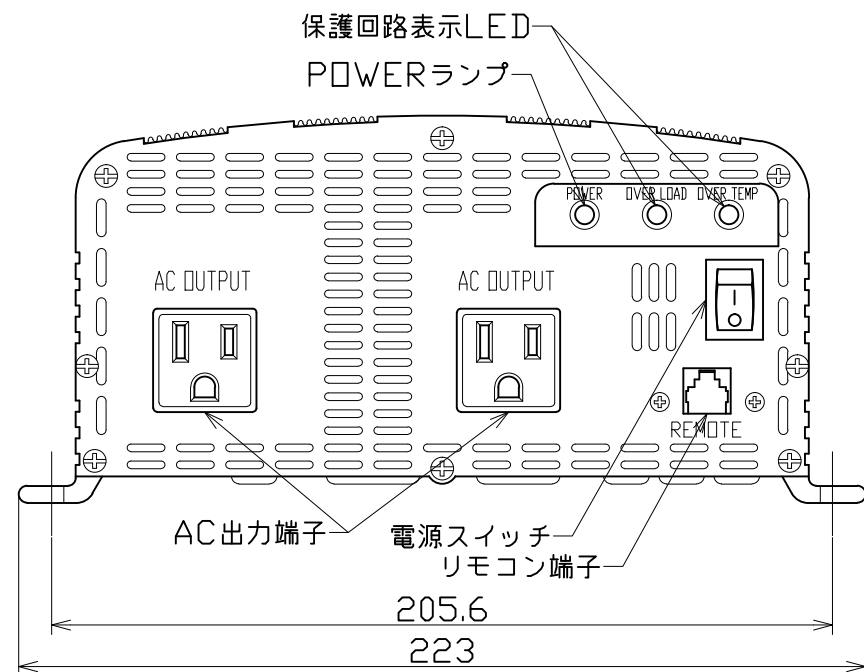 保護回路表示LED
POWERランプ
POWER OVER LOAD OVER TEMP
AC OUTPUT AC OUTPUT
REMOTE
AC出力端子
電源スイッチ
リモコン端子
205.6
223